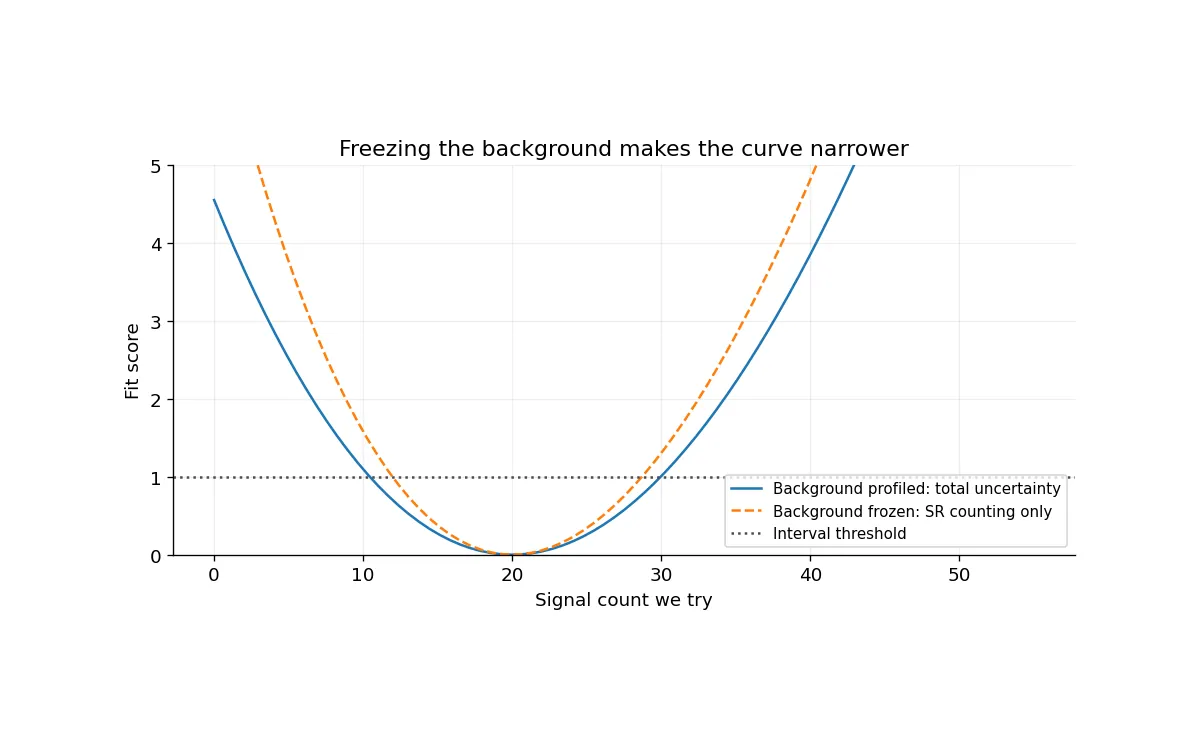 Freezing the background makes the curve narrower
5
4
3
2
1
0
Fit score
0 10 20 30 40 50
Signal count we try
Background profiled: total uncertainty
Background frozen: SR counting only
Interval threshold